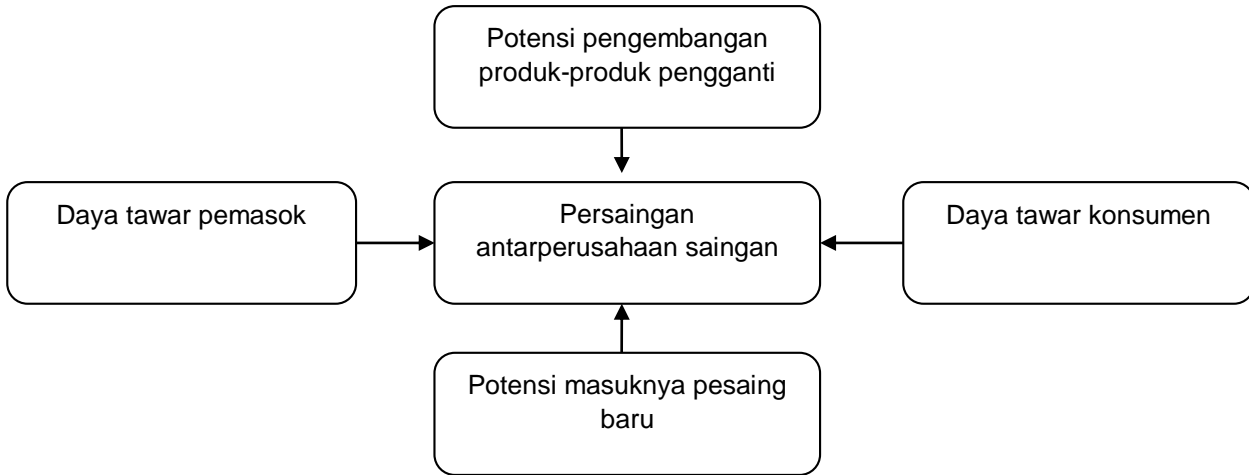 Potensi pengembangan
produk-produk pengganti
Daya tawar pemasok
Persaingan
antarperusahaan saingan
Daya tawar konsumen
Potensi masuknya pesaing
baru